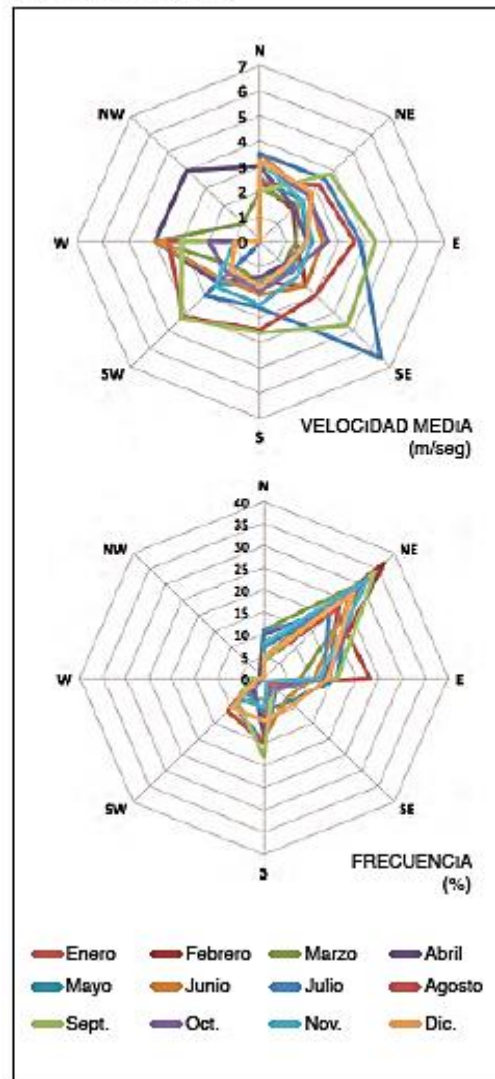 N
7
6
5
4
3
2
1
0
NW
NE
W
E
SW
SE
S
VELOCIDAD MEDIA
(m/seg)
N
40
35
30
25
20
15
10
5
0
NW
NE
W
E
SW
SE
FRECUENCIA
(%)
Enero Febrero Marzo Abril
Mayo Junio Julio Agosto
Sept. Oct. Nov. Dic.